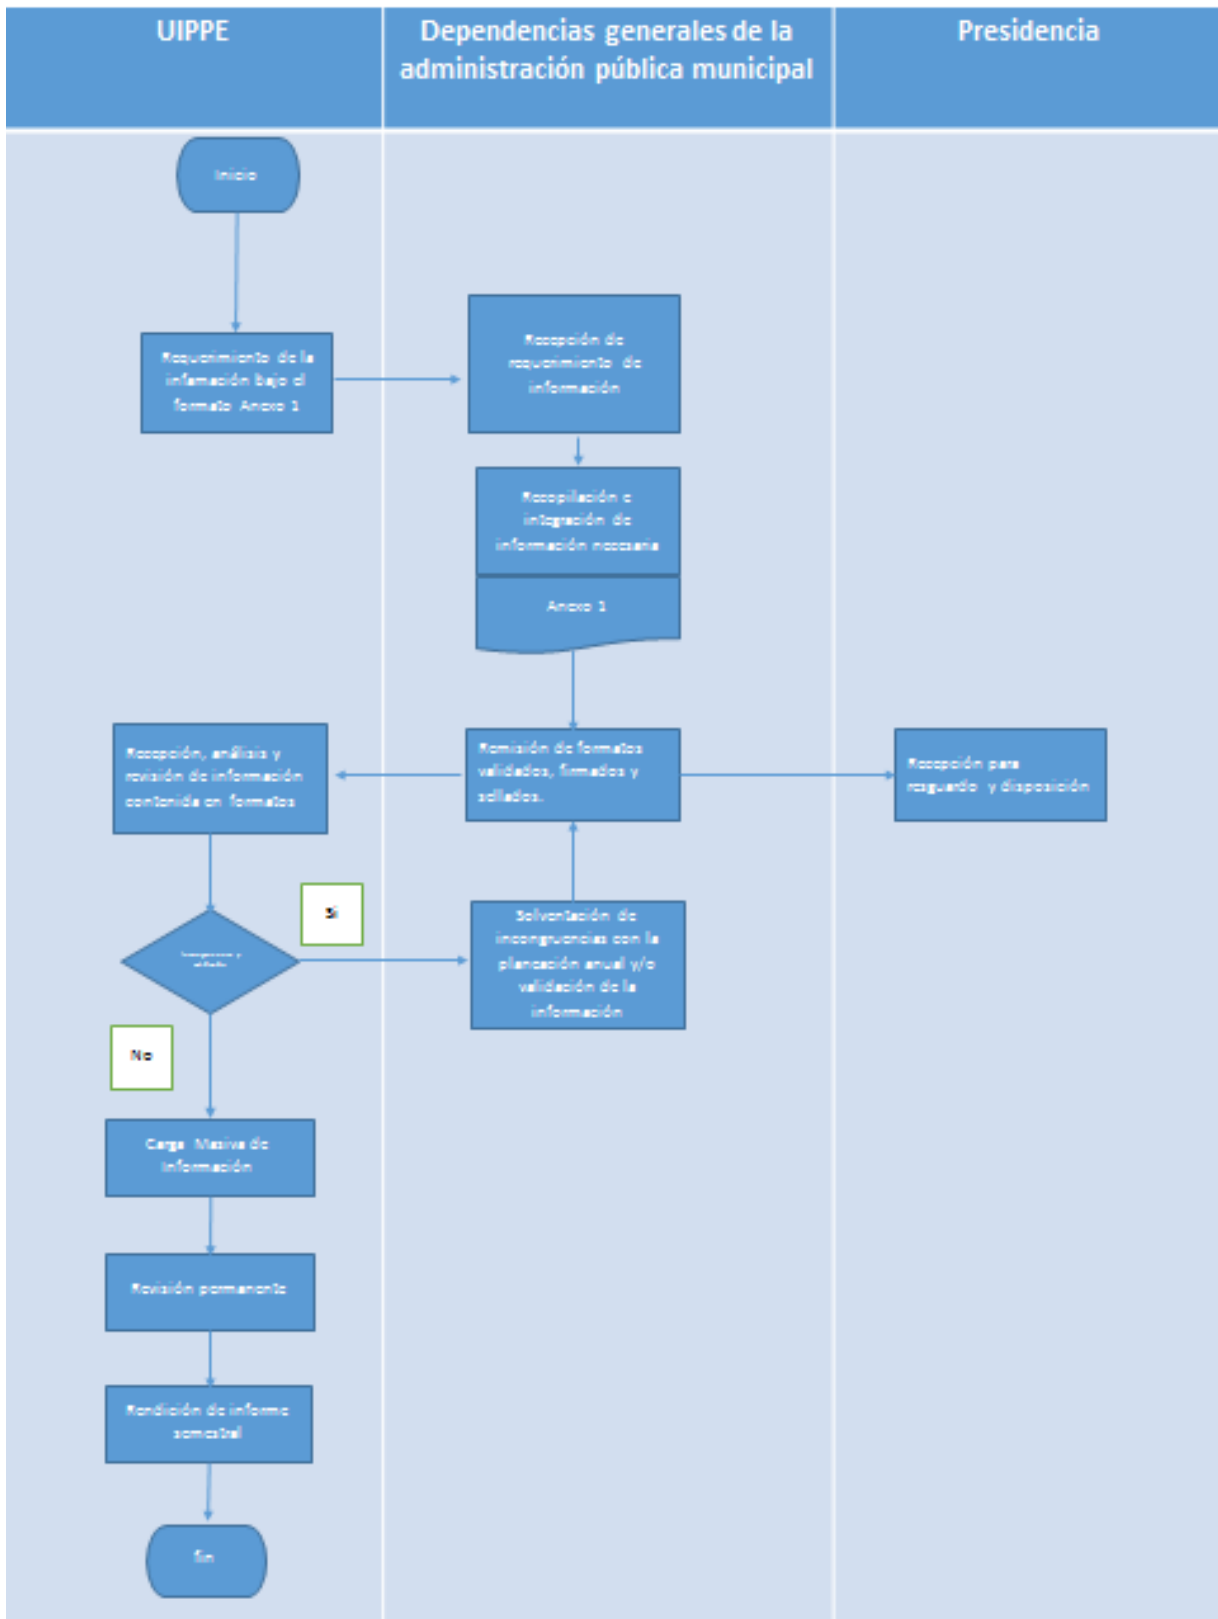 UIPPE
Dependencias generales de la
administración pública municipal
Presidencia
Inicio
Requerimiento de la
infamación bajo el
formato Anexo 1
Recepción de
requerimiento de
información
Recopilación e
integración de
información necesaria
Anexo 1
Recepción, análisis y
revisión de información
contenida en formatos
Remisión de formatos
validados, firmados y
sellados.
Recepción para
resguardo y disposición
Si
Solventación de
incongruencias con la
planeación anual y/o
validación de la
información
No
Carga Masiva de
Información
Revisión permanente
Rendición de informe
semestral
fin